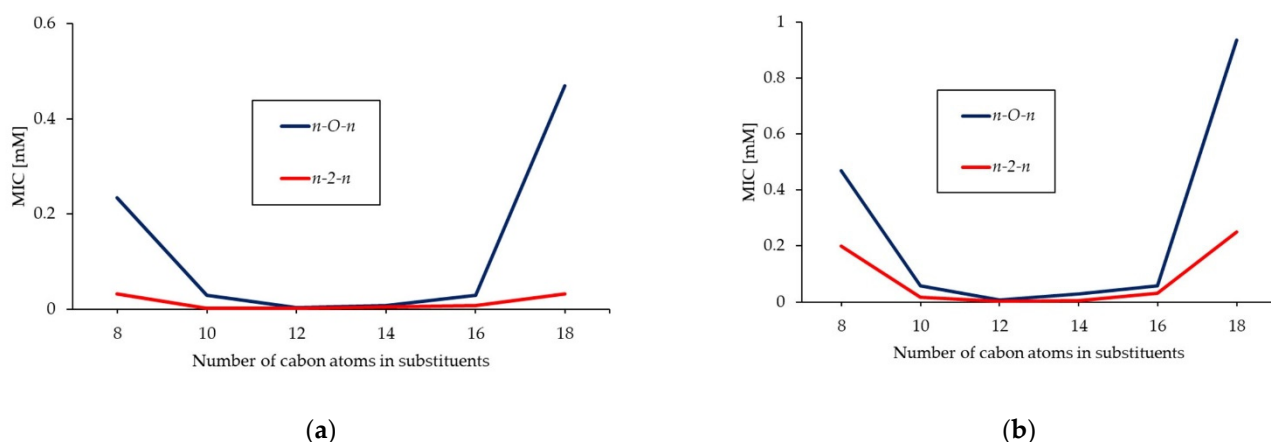 0.6
0.4
0.2
0
MIC [mM]
n-O-n
n-2-n
8 10 12 14 16 18
Number of cabon atoms in substituents
(a)
1
0.8
0.6
0.4
0.2
0
MIC [mM]
n-O-n
n-2-n
8 10 12 14 16 18
Number of cabon atoms in substituents
(b)